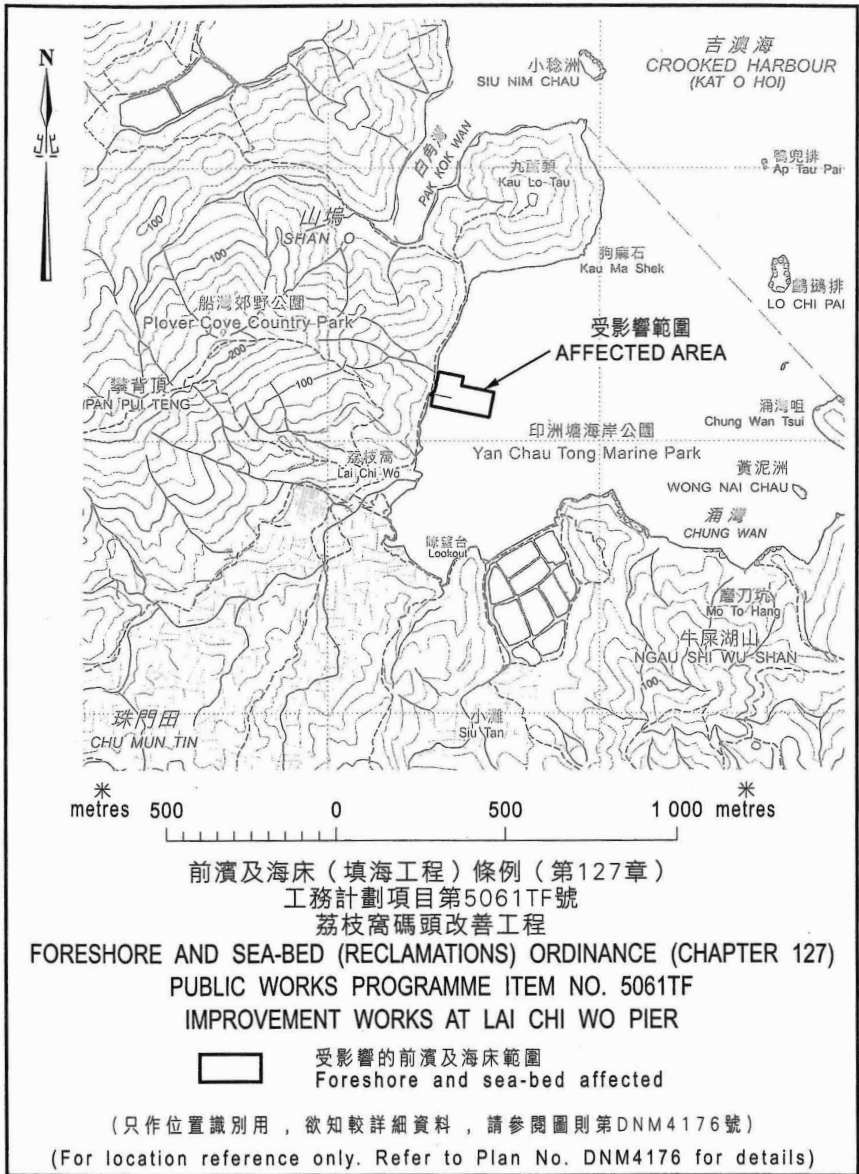 N
北
小稔洲
SIU NIM CHAU
吉澳海
CROOKED HARBOUR
(KAT O HOI)
白角灣
PAK KOK WAN
九蘆頭
Kau Lo Tau
鴨兜排
Ap Tau Pai
山塢
SHAN O
狗麻石
Kau Ma Shek
鸕鷀排
LO CHI PAI
100
100
船灣郊野公園
Plover Cove Country Park
受影響範圍
AFFECTED AREA
200
100
攀背頂
PAN PUI TENG
涌灣咀
Chung Wan Tsui
印洲塘海岸公園
Yan Chau Tong Marine Park
荔枝窩
Lai Chi Wo
黃泥洲
WONG NAI CHAU
涌灣
CHUNG WAN
瞭望台
Lookout
磨刀坑
Mo To Hang
牛屎湖山
NGAU SHI WU SHAN
100
珠門田
CHU MUN TIN
小灘
Siu Tan
米 米
metres 500 0 500 1 000 metres
前濱及海床（填海工程）條例（第127章）
工務計劃項目第5061TF號
荔枝窩碼頭改善工程
FORESHORE AND SEA-BED (RECLAMATIONS) ORDINANCE (CHAPTER 127)
PUBLIC WORKS PROGRAMME ITEM NO. 5061TF
IMPROVEMENT WORKS AT LAI CHI WO PIER
受影響的前濱及海床範圍
Foreshore and sea-bed affected
（只作位置識別用 , 欲知較詳細資料 , 請參閱圖則第DNM4176號）
(For location reference only. Refer to Plan No. DNM4176 for details)